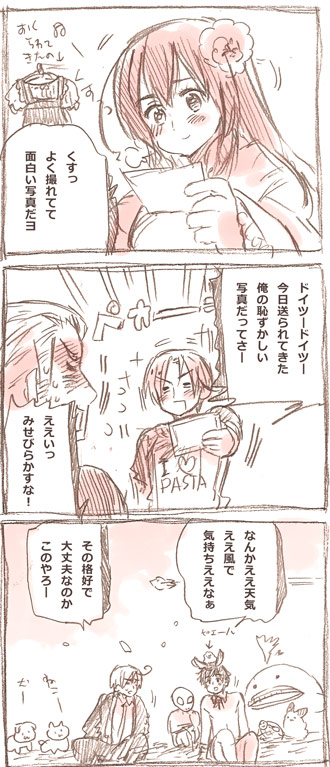 おくられて
きたの↓
くすっ
よく撮れてて
面白い写真だヨ
ドイツードイツー
今日送られてきた
俺の恥ずかしい
写真だってさー
ペカー
I ♡
PASTA
ええいっ
みせびらかすな！
なんかええ天気
ええ風で
気持ちええなぁ
その格好で
大丈夫なのか
このやろー
セェール↓